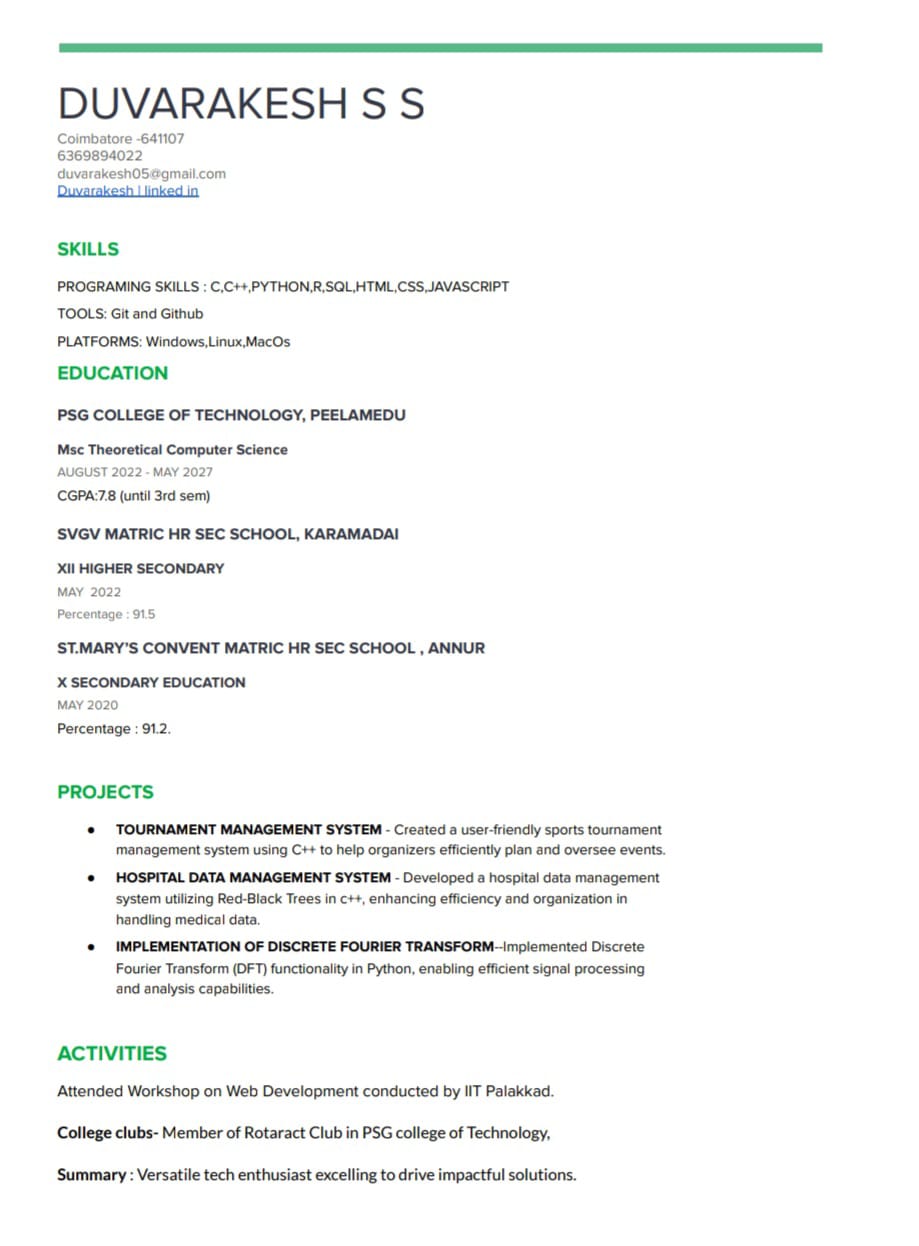 DUVARAKESH S S
Coimbatore -641107
6369894022
duvarakesh05@gmail.com
Duvarakesh | linked in
SKILLS
PROGRAMING SKILLS : C,C++,PYTHON,R,SQL,HTML,CSS,JAVASCRIPT
TOOLS: Git and Github
PLATFORMS: Windows,Linux,MacOs
EDUCATION
PSG COLLEGE OF TECHNOLOGY, PEELAMEDU
Msc Theoretical Computer Science
AUGUST 2022 - MAY 2027
CGPA:7.8 (until 3rd sem)
SVGV MATRIC HR SEC SCHOOL, KARAMADAI
XII HIGHER SECONDARY
MAY  2022
Percentage : 91.5
ST.MARY’S CONVENT MATRIC HR SEC SCHOOL , ANNUR
X SECONDARY EDUCATION
MAY 2020
Percentage : 91.2.
PROJECTS
● TOURNAMENT MANAGEMENT SYSTEM - Created a user-friendly sports tournament
management system using C++ to help organizers efficiently plan and oversee events.
● HOSPITAL DATA MANAGEMENT SYSTEM - Developed a hospital data management
system utilizing Red-Black Trees in c++, enhancing efficiency and organization in
handling medical data.
● IMPLEMENTATION OF DISCRETE FOURIER TRANSFORM--Implemented Discrete
Fourier Transform (DFT) functionality in Python, enabling efficient signal processing
and analysis capabilities.
ACTIVITIES
Attended Workshop on Web Development conducted by IIT Palakkad.
College clubs- Member of Rotaract Club in PSG college of Technology,
Summary : Versatile tech enthusiast excelling to drive impactful solutions.